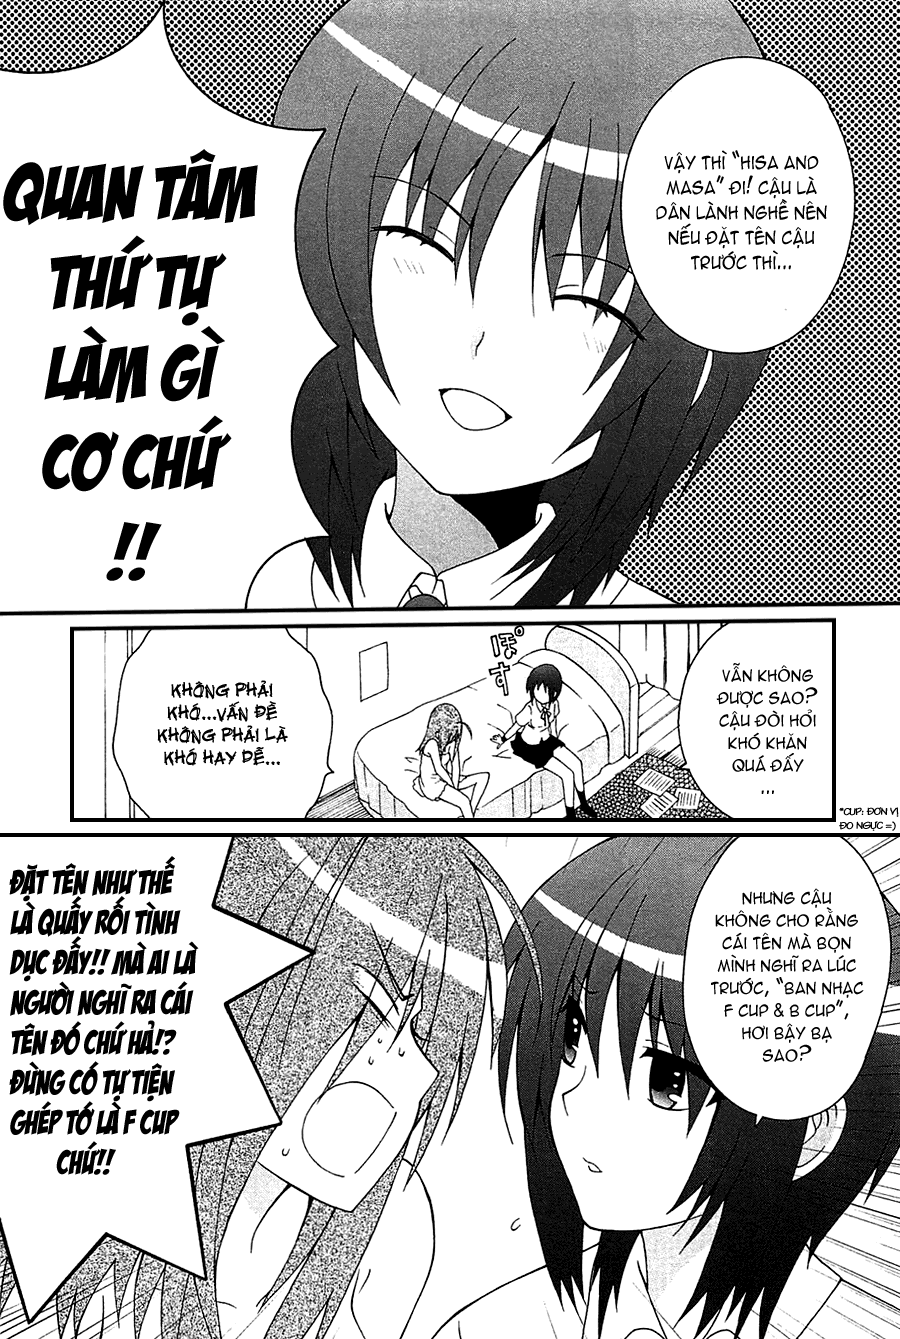 VẬY THÌ "HISA AND
MASA" ĐI! CẬU LÀ
DÂN LÀNH NGHỀ NÊN
NẾU ĐẶT TÊN CẬU
TRƯỚC THÌ...
QUAN TÂM
THỨ TỰ
LÀM GÌ
CƠ CHỨ
!!
VẪN KHÔNG
ĐƯỢC SAO?
CẬU ĐÒI HỎI
KHÓ KHĂN
QUÁ ĐẤY
...
ぽす
KHÔNG PHẢI
KHÓ...VẤN ĐỀ
KHÔNG PHẢI LÀ
KHÓ HAY DỄ...
*CUP: ĐƠN VỊ
ĐO NGỰC =)
NHƯNG CẬU
KHÔNG CHO RẰNG
CÁI TÊN MÀ BỌN
MÌNH NGHĨ RA LÚC
TRƯỚC, "BAN NHẠC
F CUP & B CUP",
HƠI BẬY BẠ
SAO?
ĐẶT TÊN NHƯ THẾ
LÀ QUẤY RỐI TÌNH
DỤC ĐẤY!! MÀ AI LÀ
NGƯỜI NGHĨ RA CÁI
TÊN ĐÓ CHỨ HẢ!?
ĐỪNG CÓ TỰ TIỆN
GHÉP TỚ LÀ F CUP
CHỨ!!